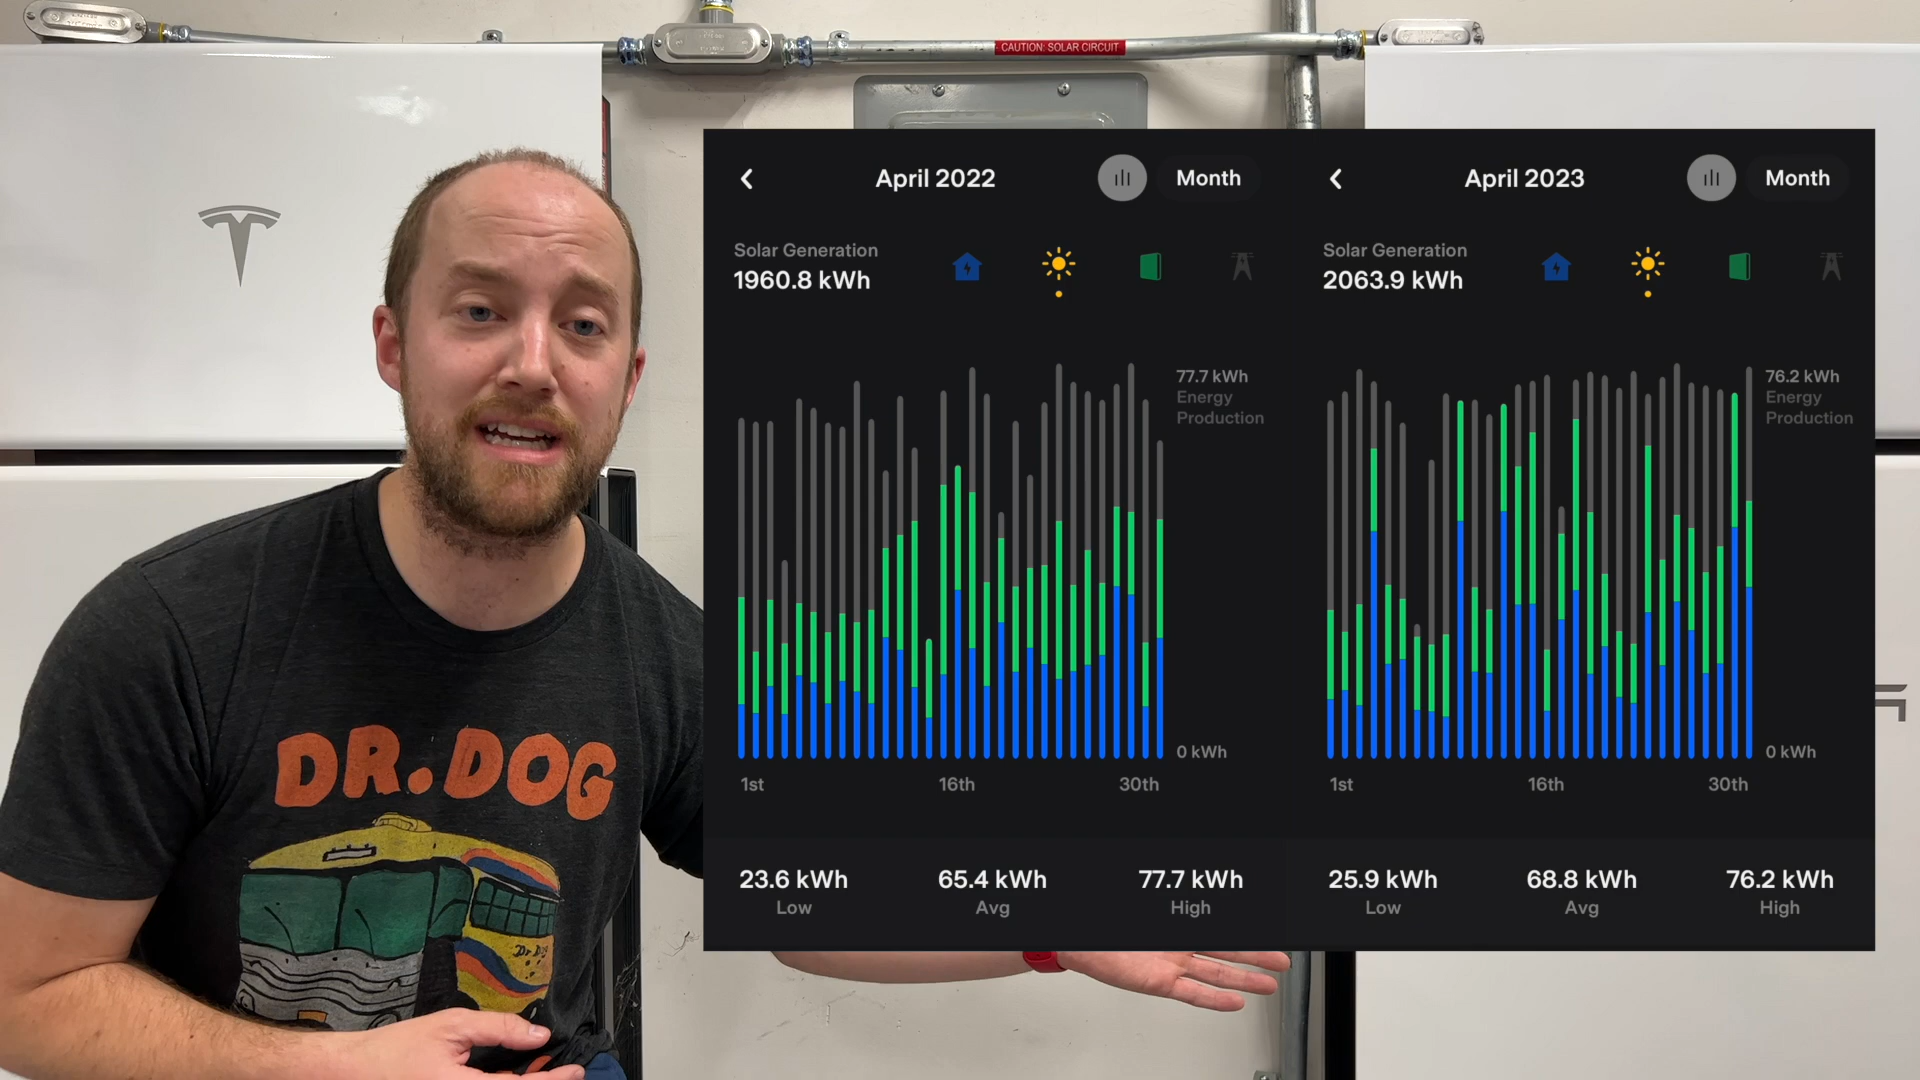 CAUTION: SOLAR CIRCUIT
April 2022
Month
Solar Generation
1960.8 kWh
77.7 kWh
Energy
Production
0 kWh
1st
16th
30th
23.6 kWh
Low
65.4 kWh
Avg
77.7 kWh
High
April 2023
Month
Solar Generation
2063.9 kWh
76.2 kWh
Energy
Production
0 kWh
1st
16th
30th
25.9 kWh
Low
68.8 kWh
Avg
76.2 kWh
High
DR. DOG
Dr Dog